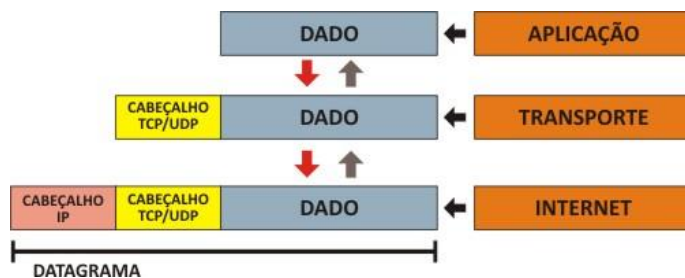 DADO
APLICAÇÃO
CABEÇALHO
TCP/UDP
DADO
TRANSPORTE
CABEÇALHO
IP
CABEÇALHO
TCP/UDP
DADO
INTERNET
DATAGRAMA